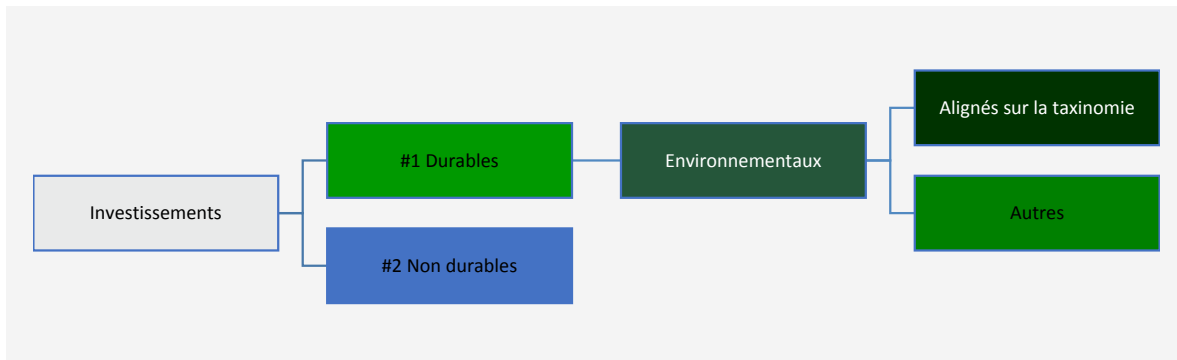 Investissements
#1 Durables
#2 Non durables
Environnementaux
Alignés sur la taxinomie
Autres